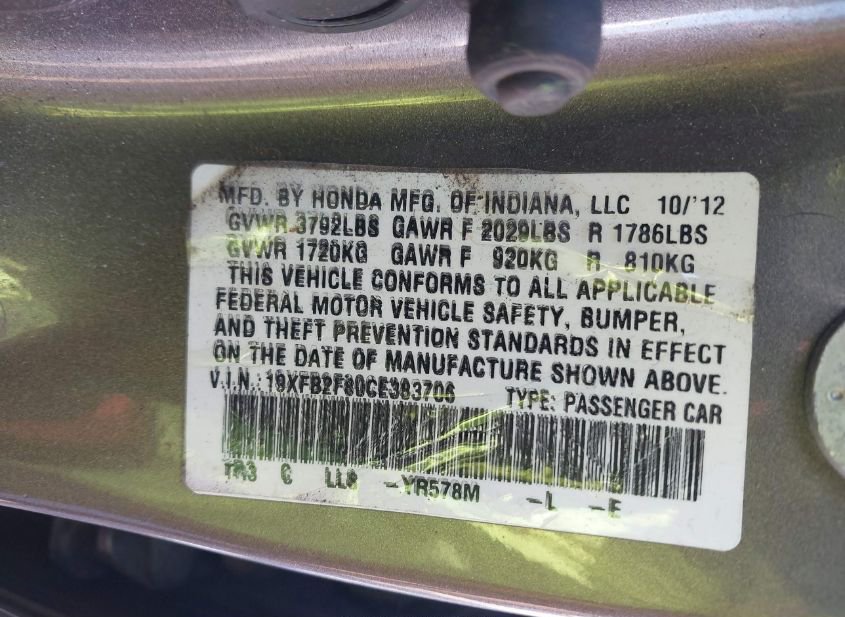 MFD. BY HONDA MFG. OF INDIANA, LLC 10/'12
GVWR 3792LBS GAWR F 2029LBS R 1786LBS
GVWR 1720KG GAWR F 920KG R 810KG
THIS VEHICLE CONFORMS TO ALL APPLICABLE
FEDERAL MOTOR VEHICLE SAFETY, BUMPER,
AND THEFT PREVENTION STANDARDS IN EFFECT
ON THE DATE OF MANUFACTURE SHOWN ABOVE.
V.I.N.: 19XFB2F80CE383706 TYPE: PASSENGER CAR
TR3 -YR578M -L -E